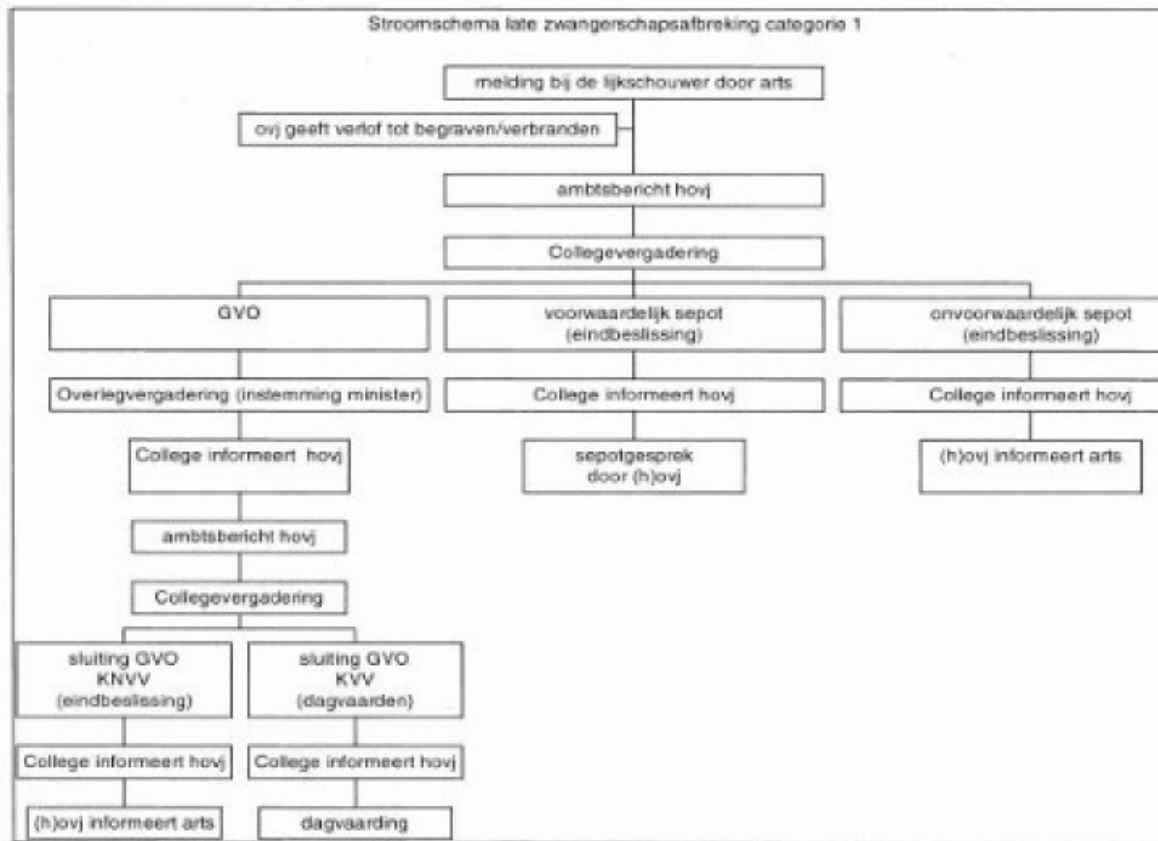 Stroomschema late zwangerschapsafbreking categorie 1
melding bij de lijkschouwer door arts
ovj geeft verlof tot begraven/verbranden
ambtsbericht hovj
Collegevergadering
GVO
voorwaardelijk sepot
(eindbeslissing)
onvoorwaardelijk sepot
(eindbeslissing)
Overlegvergadering (instemming minister)
College informeert hovj
College informeert hovj
College informeert hovj
sepotgesprek
door (h)ovj
(h)ovj informeert arts
ambtsbericht hovj
Collegevergadering
sluiting GVO
KNVV
(eindbeslissing)
sluiting GVO
KVV
(dagvaarden)
College informeert hovj
College informeert hovj
(h)ovj informeert arts
dagvaarding